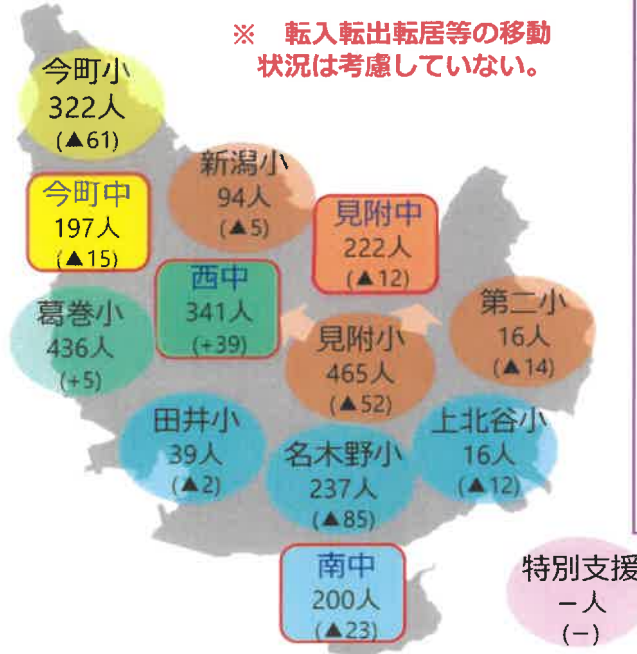 ※ 転入転出転居等の移動
状況は考慮していない。
今町小
322人
(▲61)
新潟小
94人
(▲5)
今町中
197人
(▲15)
見附中
222人
(▲12)
西中
341人
(+39)
葛巻小
436人
(+5)
見附小
465人
(▲52)
第二小
16人
(▲14)
田井小
39人
(▲2)
名木野小
237人
(▲85)
上北谷小
16人
(▲12)
南中
200人
(▲23)
特別支援
－人
(－)